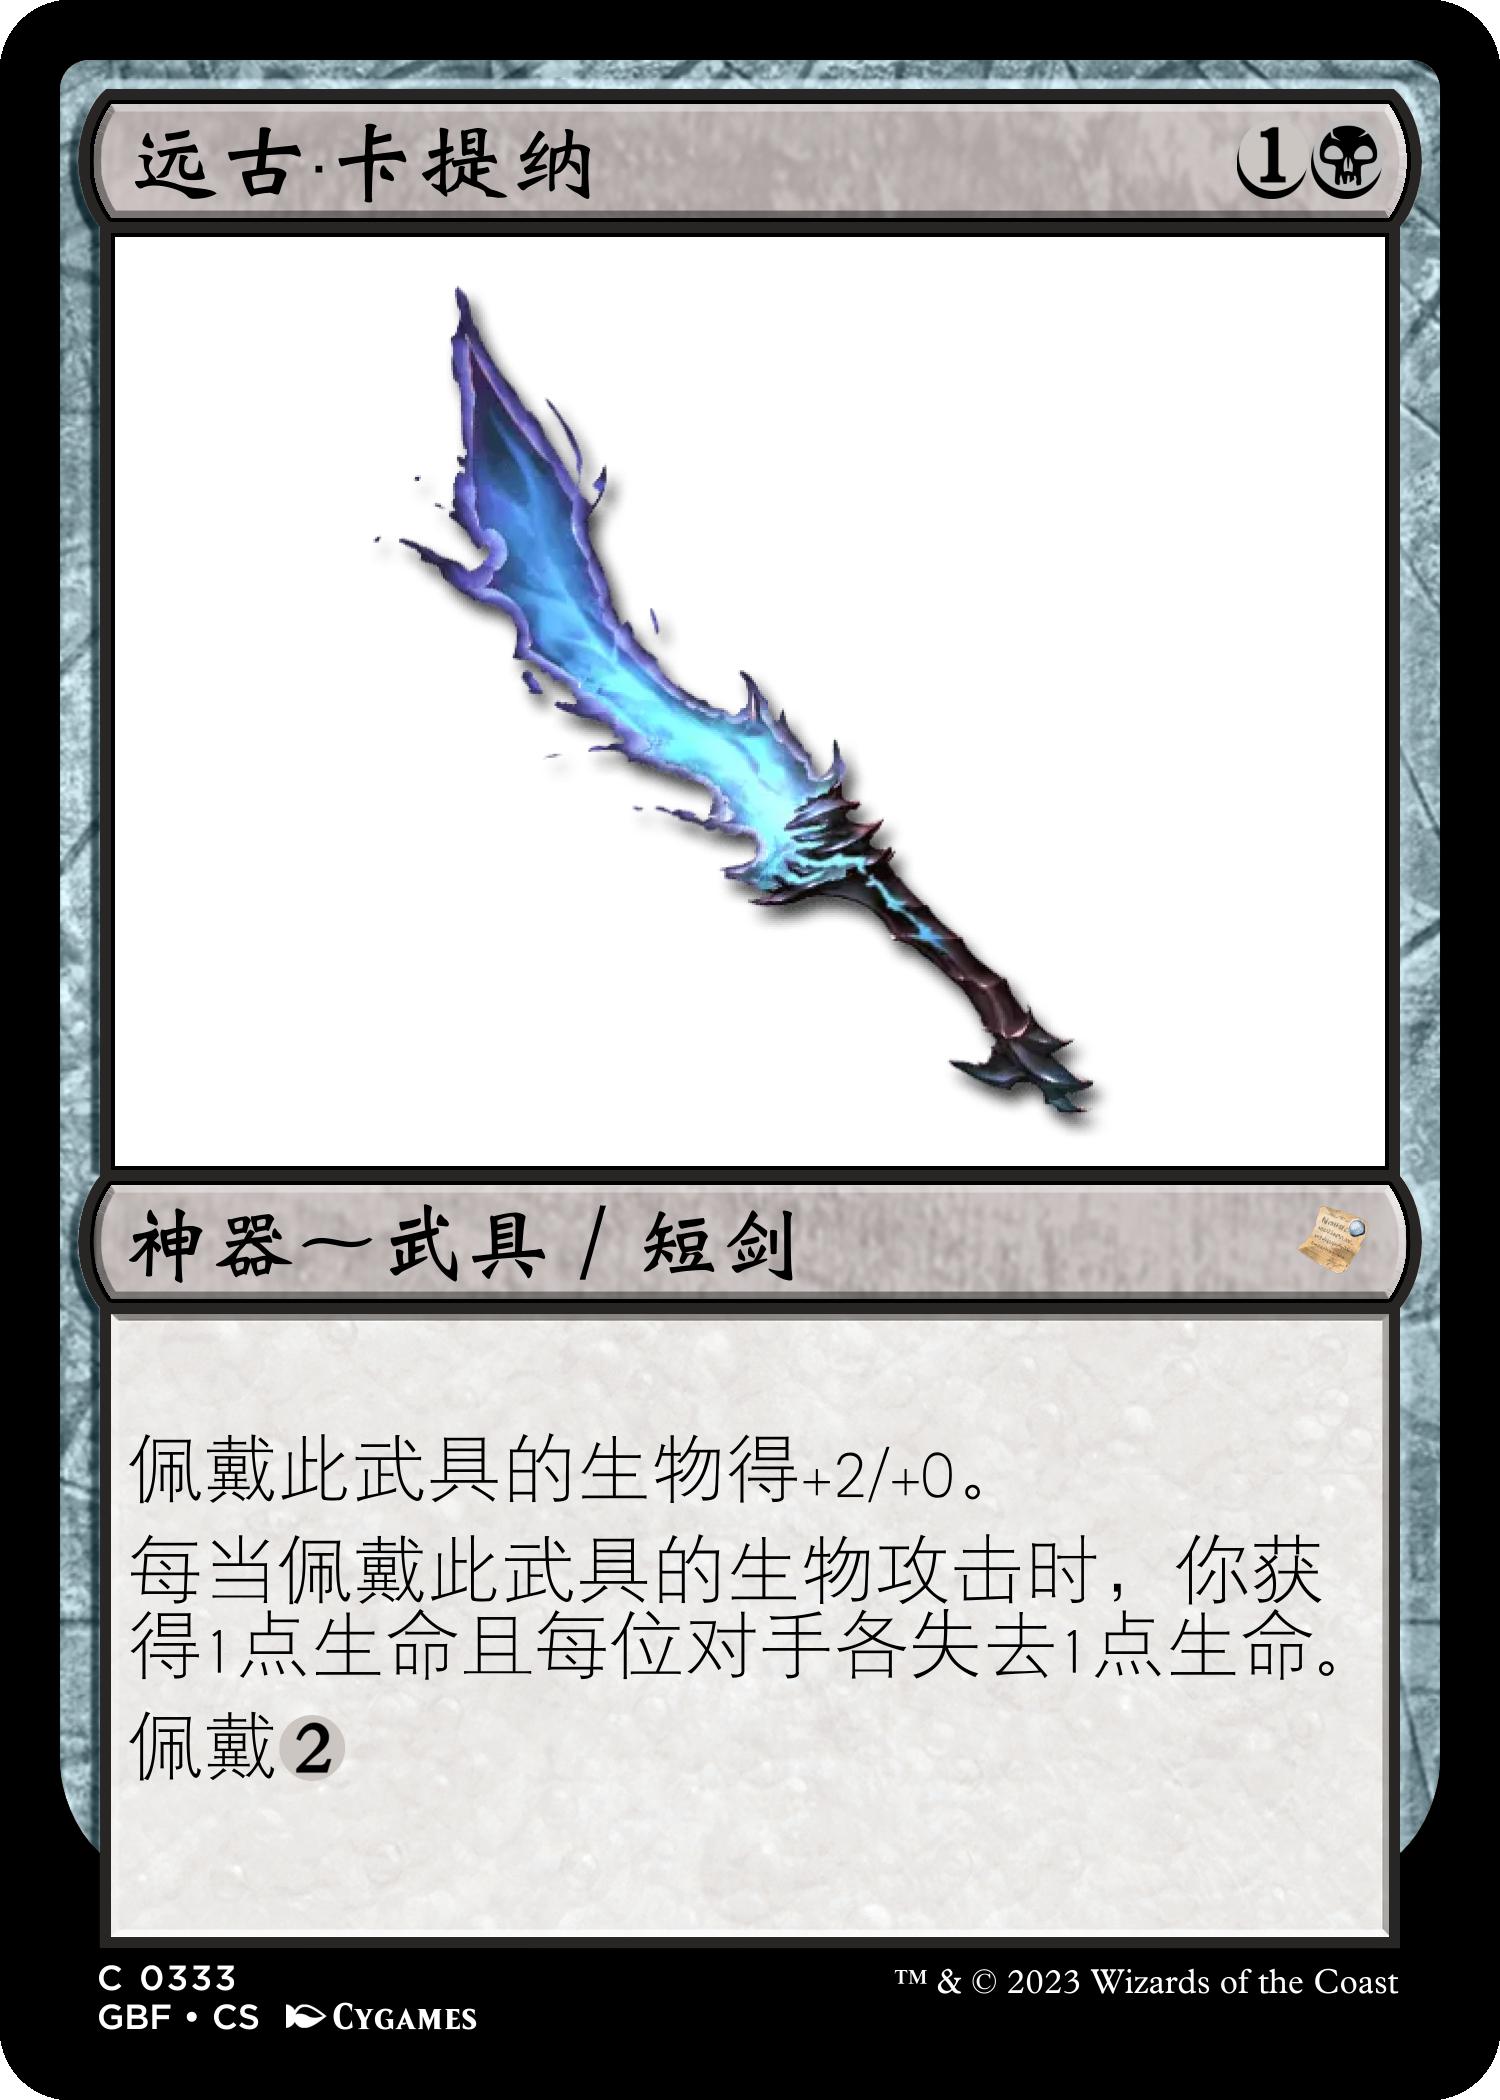 远古·卡提纳
1
神器～武具 / 短剑
佩戴此武具的生物得+2/+0。
每当佩戴此武具的生物攻击时，你获
得1点生命且每位对手各失去1点生命。
佩戴2
C 0333
GBF • CS CYGAMES
™ & © 2023 Wizards of the Coast